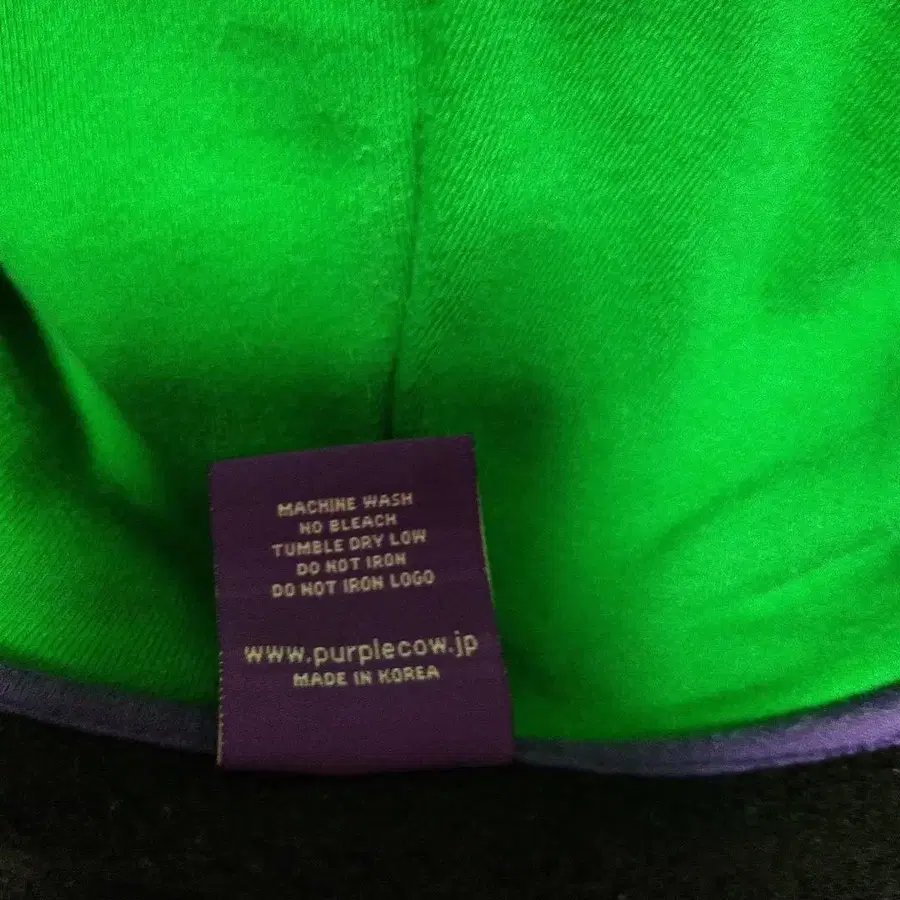 MACHINE WASH
NO BLEACH
TUMBLE DRY LOW
DO NOT IRON
DO NOT IRON LOGO
www.purplecow.jp
MADE IN KOREA